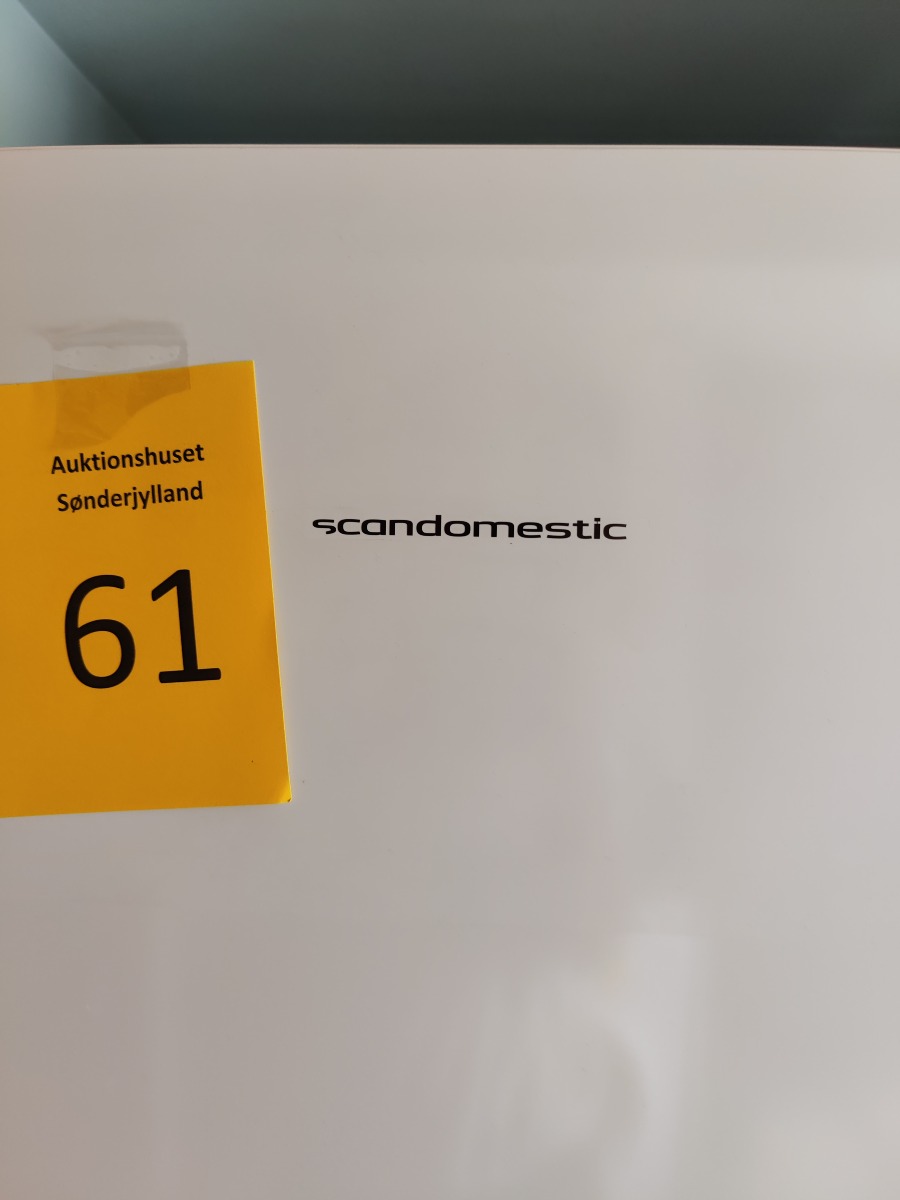 Auktionshuset
Sønderjylland
61
scandomestic